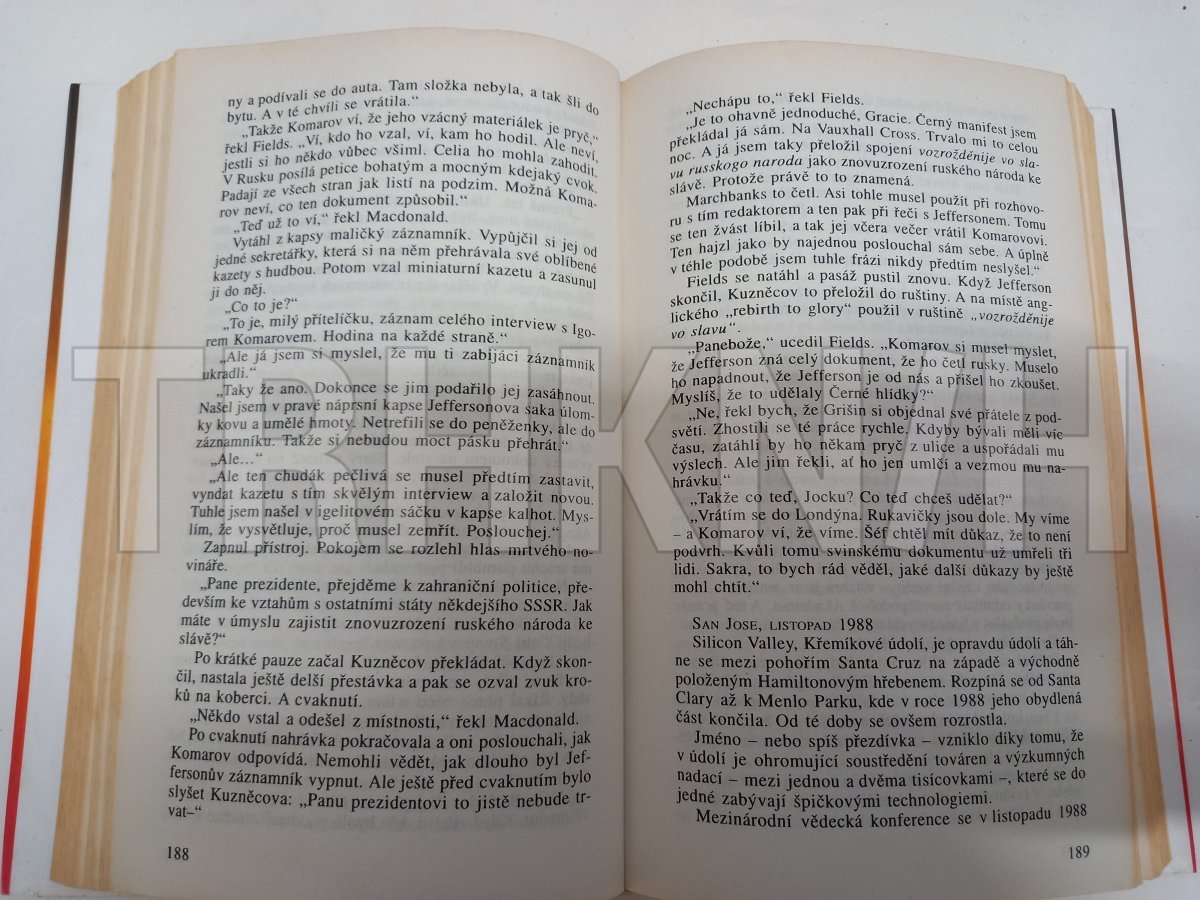 ny a podívali se do auta. Tam složka nebyla, a tak šli do
bytu. A v té chvíli se vrátila.“
„Takže Komarov ví, že jeho vzácný materiálek je pryč,“
řekl Fields. „Ví, kdo ho vzal, ví, kam ho hodil. Ale neví,
jestli si ho někdo vůbec všiml. Celia ho mohla zahodit.
V Rusku posílá petice bohatým a mocným kdejaký cvok.
Padají ze všech stran jak listí na podzim. Možná Koma-
rov neví, co ten dokument způsobil.“
„Teď už to ví,“ řekl Macdonald.
Vytáhl z kapsy maličký záznamník. Vypůjčil si jej od
jedné sekretářky, která si na něm přehrávala své oblíbené
kazety s hudbou. Potom vzal miniaturní kazetu a zasunul
ji do něj.
„Co to je?“
„To je, milý přítelíčku, záznam celého interview s Igo-
rem Komarovem. Hodina na každé straně.“
„Ale já jsem si myslel, že mu ti zabijáci záznamník
ukradli.“
„Taky že ano. Dokonce se jim podařilo jej zasáhnout.
Našel jsem v pravé náprsní kapse Jeffersonova saka úlom-
ky kovu a umělé hmoty. Netrefili se do peněženky, ale do
záznamníku. Takže si nebudou moct pásku přehrát.“
„Ale...“
„Ale ten chudák pečlivá se musel předtím zastavit,
vyndat kazetu s tím skvělým interview a založit novou.
Tuhle jsem našel v igelitovém sáčku v kapse kalhot. Mys-
lím, že vysvětluje, proč musel zemřít. Poslouchej.“
Zapnul přístroj. Pokojem se rozlehl hlas mrtvého no-
vináře.
„Pane prezidente, přejděme k zahraniční politice, pře-
devším ke vztahům s ostatními státy někdejšího SSSR. Jak
máte v úmyslu zajistit znovuzrození ruského národa ke
slávě?“
Po krátké pauze začal Kuzněcov překládat. Když skon-
čil, nastala ještě delší přestávka a pak se ozval zvuk kro-
ků na koberci. A cvaknutí.
„Někdo vstal a odešel z místnosti,“ řekl Macdonald.
Po cvaknutí nahrávka pokračovala a oni poslouchali, jak
Komarov odpovídá. Nemohli vědět, jak dlouho byl Jef-
fersonův záznamník vypnut. Ale ještě před cvaknutím bylo
slyšet Kuzněcova: „Panu prezidentovi to jistě nebude tr-
vat–“
188
„Nechápu to,“ řekl Fields.
„Je to ohavně jednoduché, Gracie. Černý manifest jsem
překládal já sám. Na Vauxhall Cross. Trvalo mi to celou
noc. A já jsem taky přeložil spojení vozrožděnije vo sla-
vu russkogo naroda jako znovuzrození ruského národa ke
slávě. Protože právě to to znamená.
Marchbanks to četl. Asi tohle musel použít při rozhovo-
ru s tím redaktorem a ten pak při řeči s Jeffersonem. Tomu
se ten žvást líbil, a tak jej včera večer vrátil Komarovovi.
Ten hajzl jako by najednou poslouchal sám sebe. A úplně
v téhle podobě jsem tuhle frázi nikdy předtím neslyšel.“
Fields se natáhl a pasáž pustil znovu. Když Jefferson
skončil, Kuzněcov to přeložil do ruštiny. A na místě ang-
lického „rebirth to glory“ použil v ruštině „vozrožděnije
vo slavu“.
„Panebože,“ ucedil Fields. „Komarov si musel myslet,
že Jefferson zná celý dokument, že ho četl rusky. Muselo
ho napadnout, že Jefferson je od nás a přišel ho zkoušet.
Myslíš, že to udělaly Černé hlídky?“
„Ne, řekl bych, že Grišin si objednal své přátele z pod-
světí. Zhostili se té práce rychle. Kdyby bývali měli víc
času, zatáhli by ho někam pryč z ulice a uspořádali mu
výslech. Ale jim řekli, ať ho jen umlčí a vezmou mu na-
hrávku.“
„Takže co teď, Jocku? Co teď chceš udělat?“
„Vrátím se do Londýna. Rukavičky jsou dole. My víme
– a Komarov ví, že víme. Šéf chtěl mít důkaz, že to není
podvrh. Kvůli tomu svinskému dokumentu už umřeli tři
lidi. Sakra, to bych rád věděl, jaké další důkazy by ještě
mohl chtít.“
SAN JOSE, LISTOPAD 1988
Silicon Valley, Křemíkové údolí, je opravdu údolí a táh-
ne se mezi pohořím Santa Cruz na západě a východně
položeným Hamiltonovým hřebenem. Rozpíná se od Santa
Clary až k Menlo Parku, kde v roce 1988 jeho obydlená
část končila. Od té doby se ovšem rozrostla.
Jméno – nebo spíš přezdívka – vzniklo díky tomu, že
v údolí je ohromující soustředění továren a výzkumných
nadací – mezi jednou a dvěma tisícovkami –, které se do
jedné zabývají špičkovými technologiemi.
Mezinárodní vědecká konference se v listopadu 1988
189
TRHKNIH